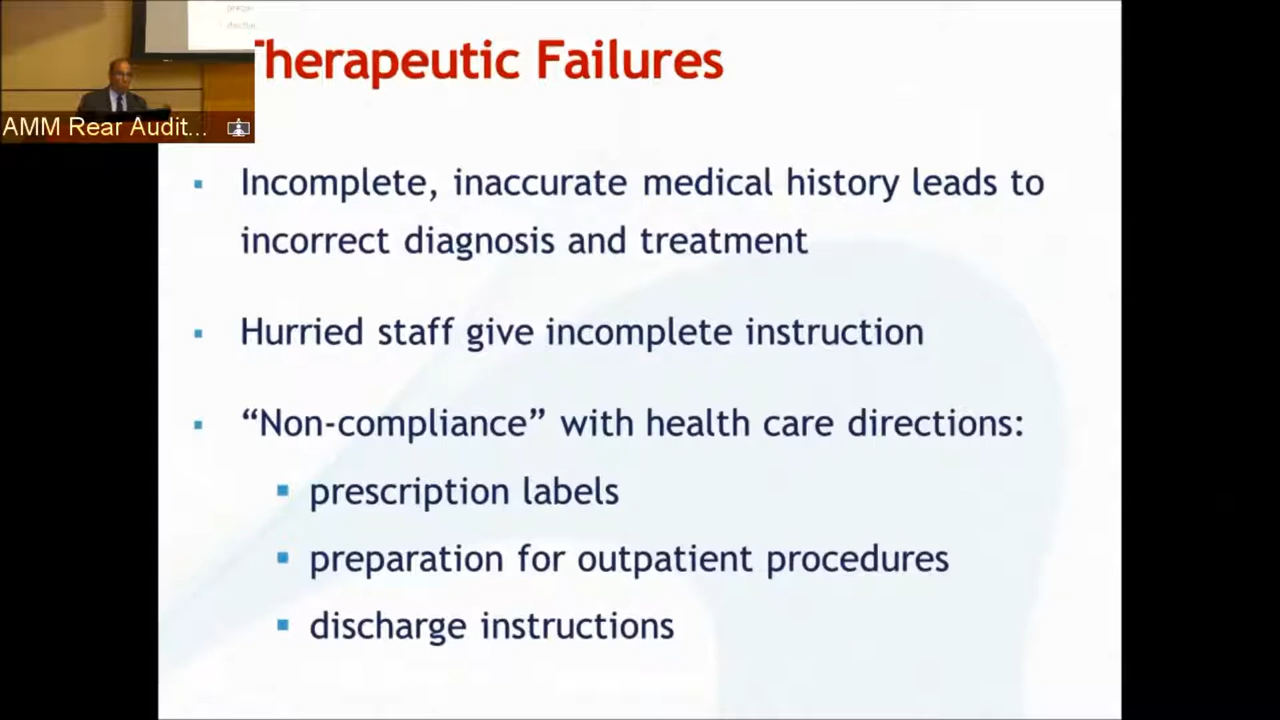 Therapeutic Failures
AMM Rear Audit...
Incomplete, inaccurate medical history leads to
incorrect diagnosis and treatment
Hurried staff give incomplete instruction
“Non-compliance” with health care directions:
prescription labels
preparation for outpatient procedures
discharge instructions